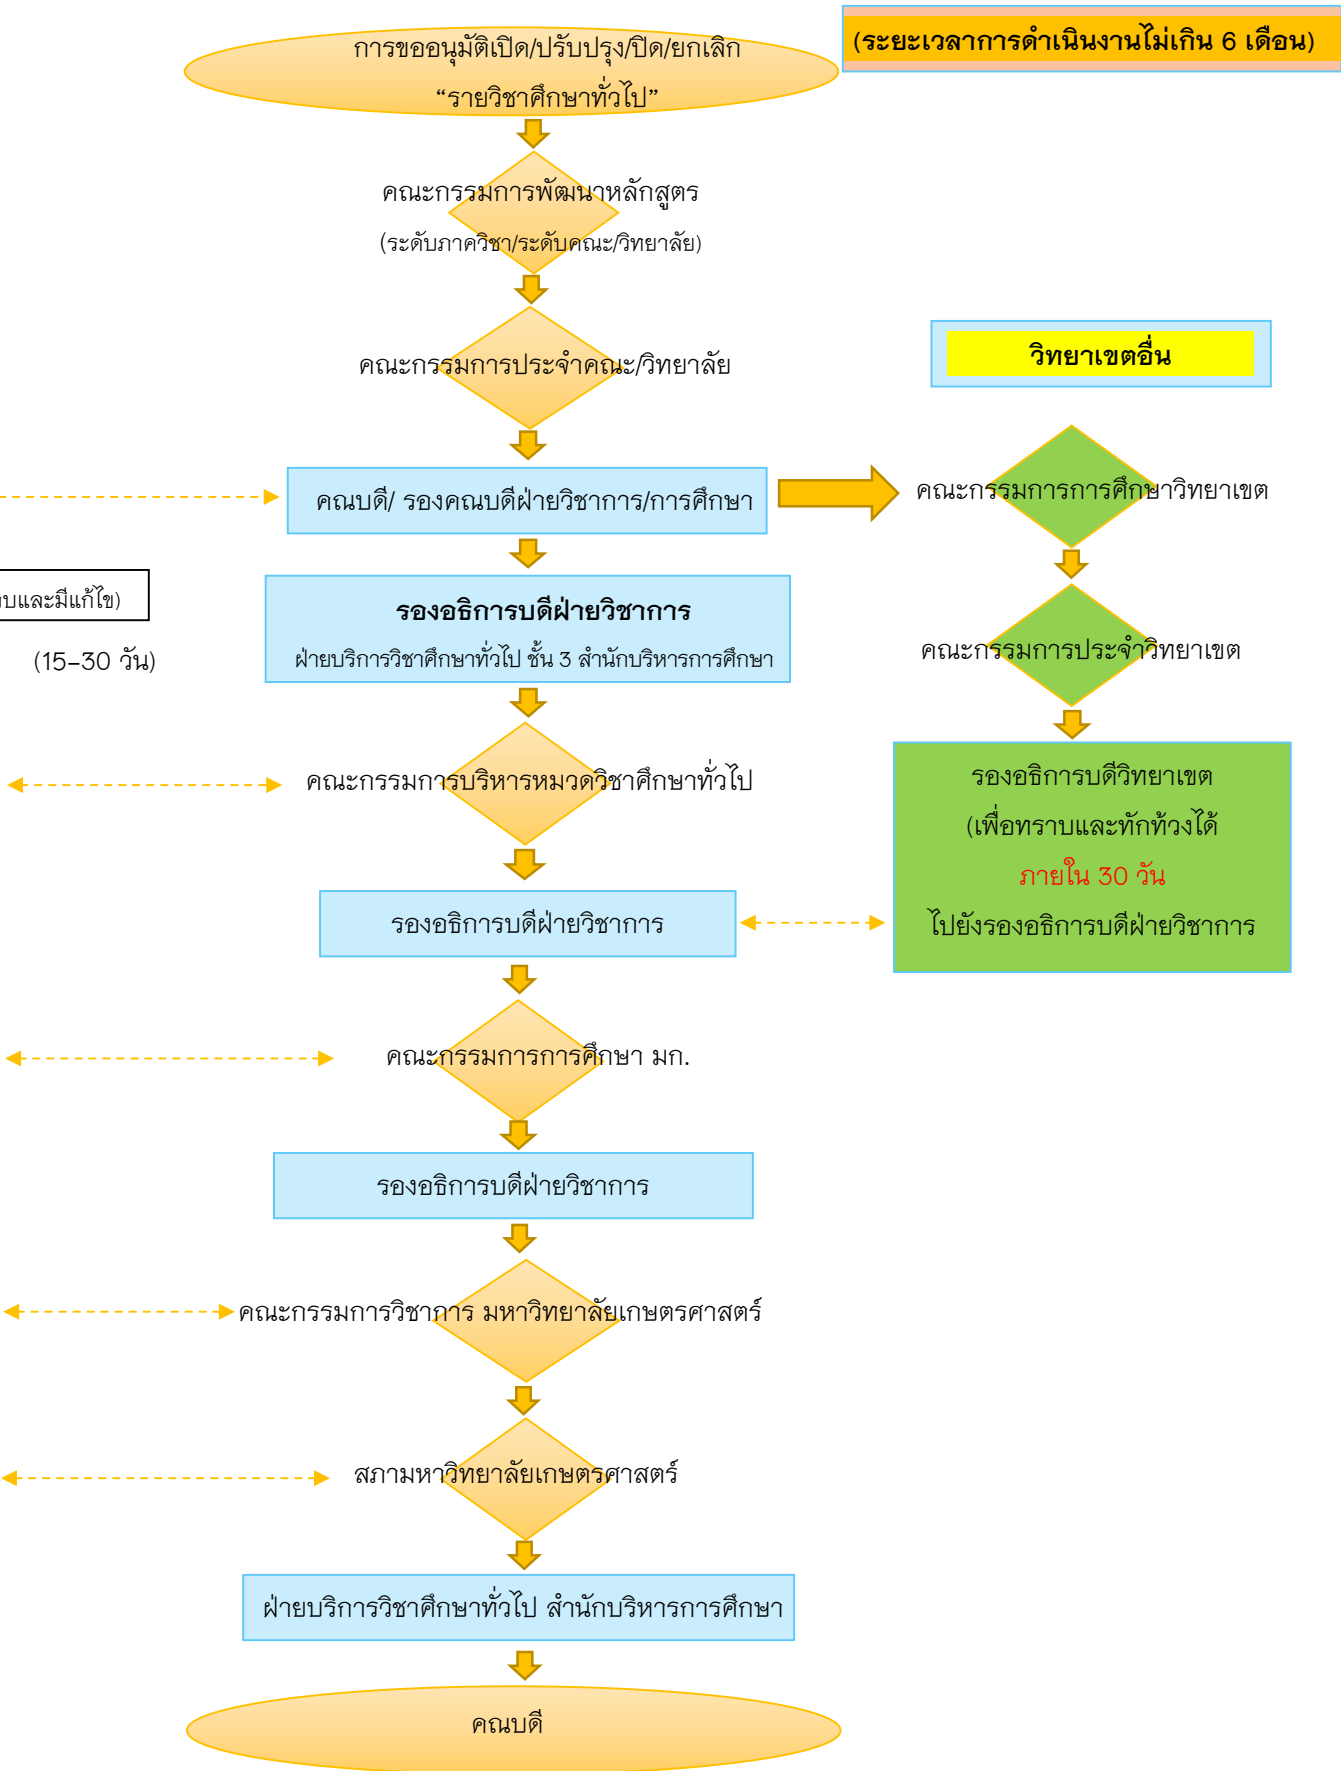 (ระยะเวลาการดำเนินงานไม่เกิน 6 เดือน)
การขออนุมัติเปิด/ปรับปรุง/ปิด/ยกเลิก
“รายวิชาศึกษาทั่วไป”
คณะกรรมการพัฒนาหลักสูตร
(ระดับภาควิชา/ระดับคณะ/วิทยาลัย)
คณะกรรมการประจำคณะ/วิทยาลัย
วิทยาเขตอื่น
คณบดี/ รองคณบดีฝ่ายวิชาการ/การศึกษา
คณะกรรมการการศึกษาวิทยาเขต
และมีแก้ไข)
(15–30 วัน)
รองอธิการบดีฝ่ายวิชาการ
ฝ่ายบริการวิชาศึกษาทั่วไป ชั้น 3 สำนักบริหารการศึกษา
คณะกรรมการประจำวิทยาเขต
คณะกรรมการบริหารหมวดวิชาศึกษาทั่วไป
รองอธิการบดีวิทยาเขต
(เพื่อทราบและทักท้วงได้
ภายใน 30 วัน
ไปยังรองอธิการบดีฝ่ายวิชาการ
รองอธิการบดีฝ่ายวิชาการ
คณะกรรมการการศึกษา มก.
รองอธิการบดีฝ่ายวิชาการ
คณะกรรมการวิชาการ มหาวิทยาลัยเกษตรศาสตร์
สภามหาวิทยาลัยเกษตรศาสตร์
ฝ่ายบริการวิชาศึกษาทั่วไป สำนักบริหารการศึกษา
คณบดี